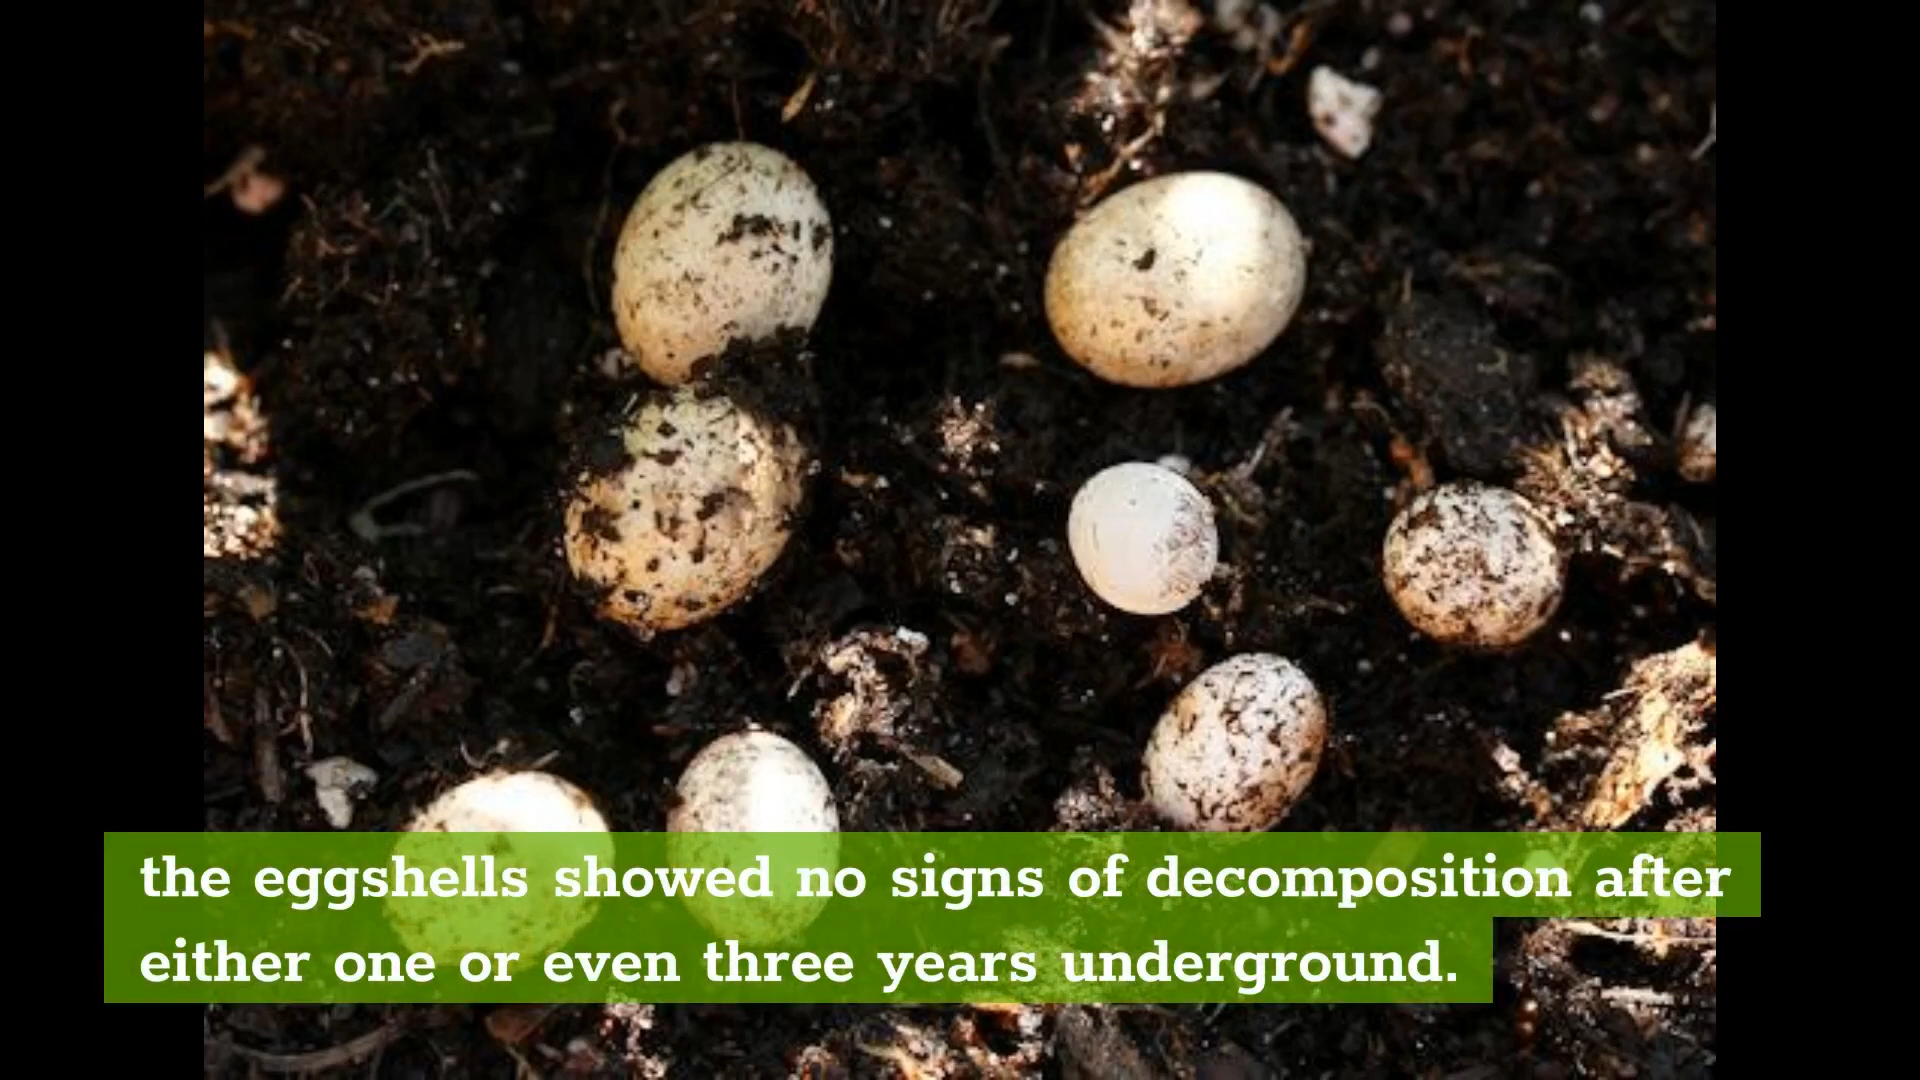 the eggshells showed no signs of decomposition after
either one or even three years underground.